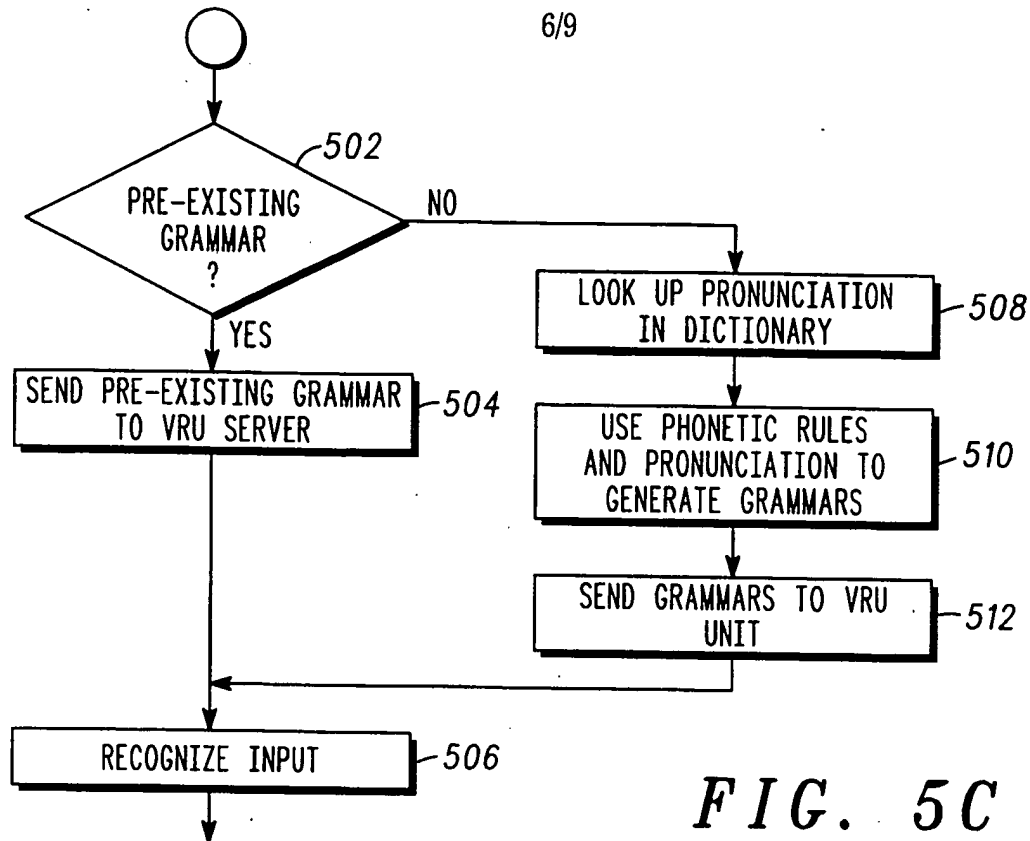 6/9
502
PRE-EXISTING
GRAMMAR
?
NO
YES
SEND PRE-EXISTING GRAMMAR
TO VRU SERVER
504
LOOK UP PRONUNCIATION
IN DICTIONARY
508
USE PHONETIC RULES
AND PRONUNCIATION TO
GENERATE GRAMMARS
510
SEND GRAMMARS TO VRU
UNIT
512
RECOGNIZE INPUT
506
FIG. 5C